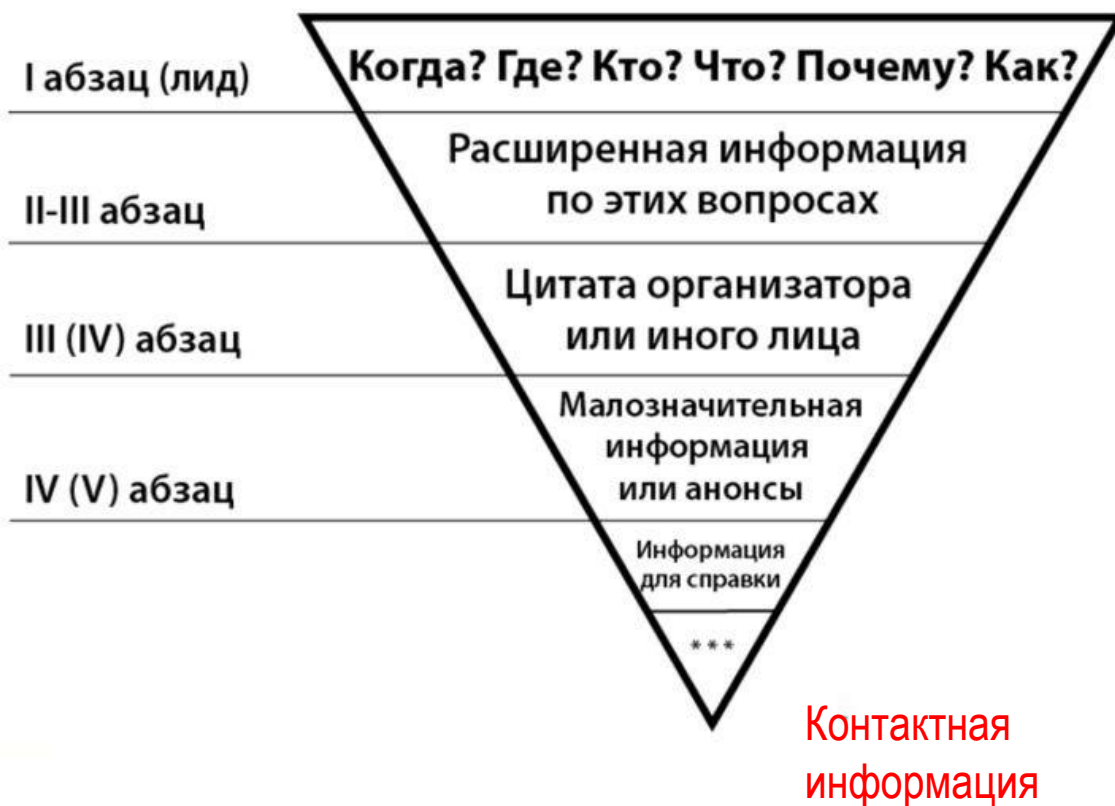 I абзац (лид)
Когда? Где? Кто? Что? Почему? Как?
II-III абзац
Расширенная информация
по этих вопросах
III (IV) абзац
Цитата организатора
или иного лица
IV (V) абзац
Малозначительная
информация
или анонсы
Информация
для справки
***
Контактная
информация